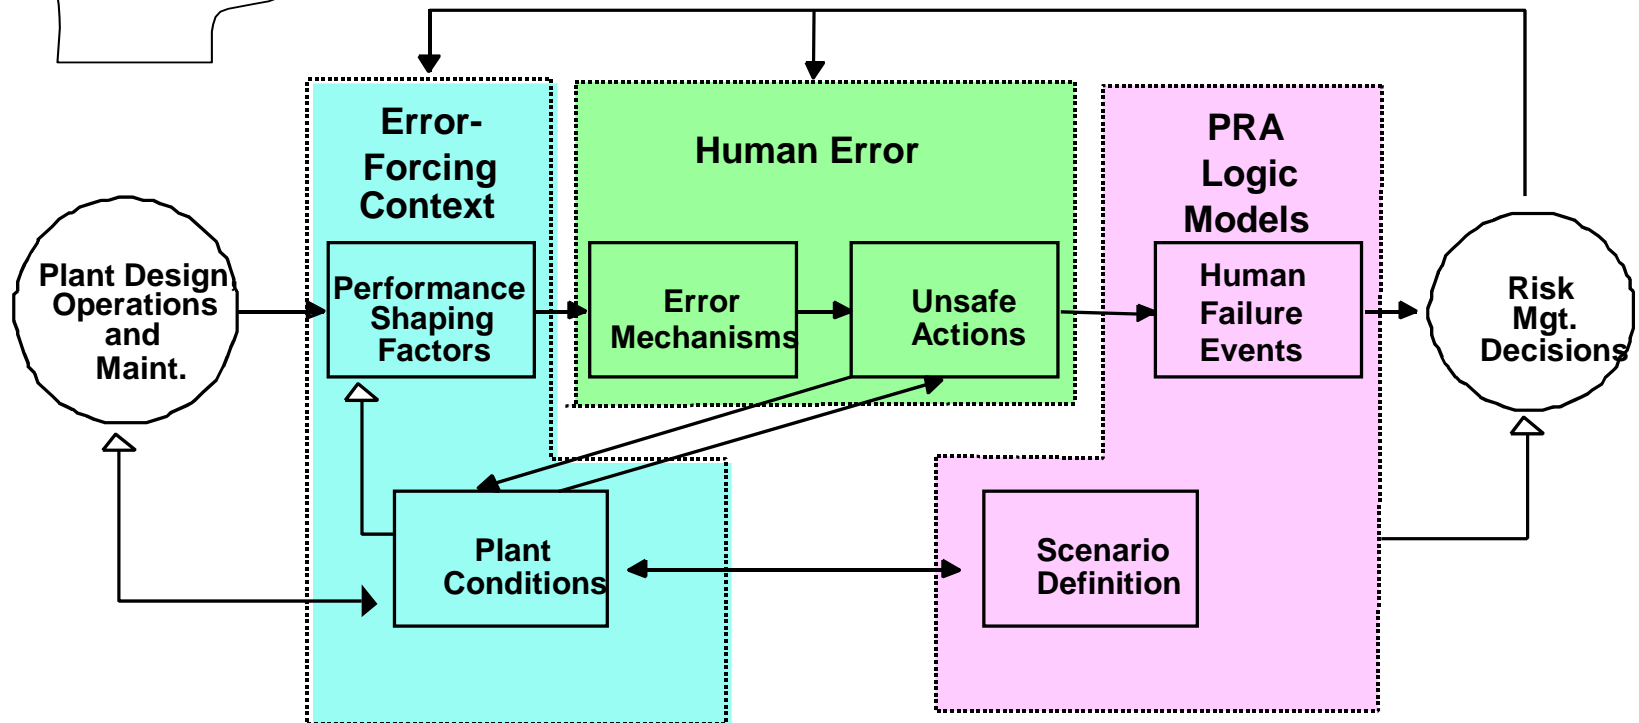 Error-
Forcing
Context
Human Error
PRA
Logic
Models
Plant Design,
Operations
and
Maint.
Performance
Shaping
Factors
Error
Mechanisms
Unsafe
Actions
Human
Failure
Events
Risk
Mgt.
Decisions
Plant
Conditions
Scenario
Definition